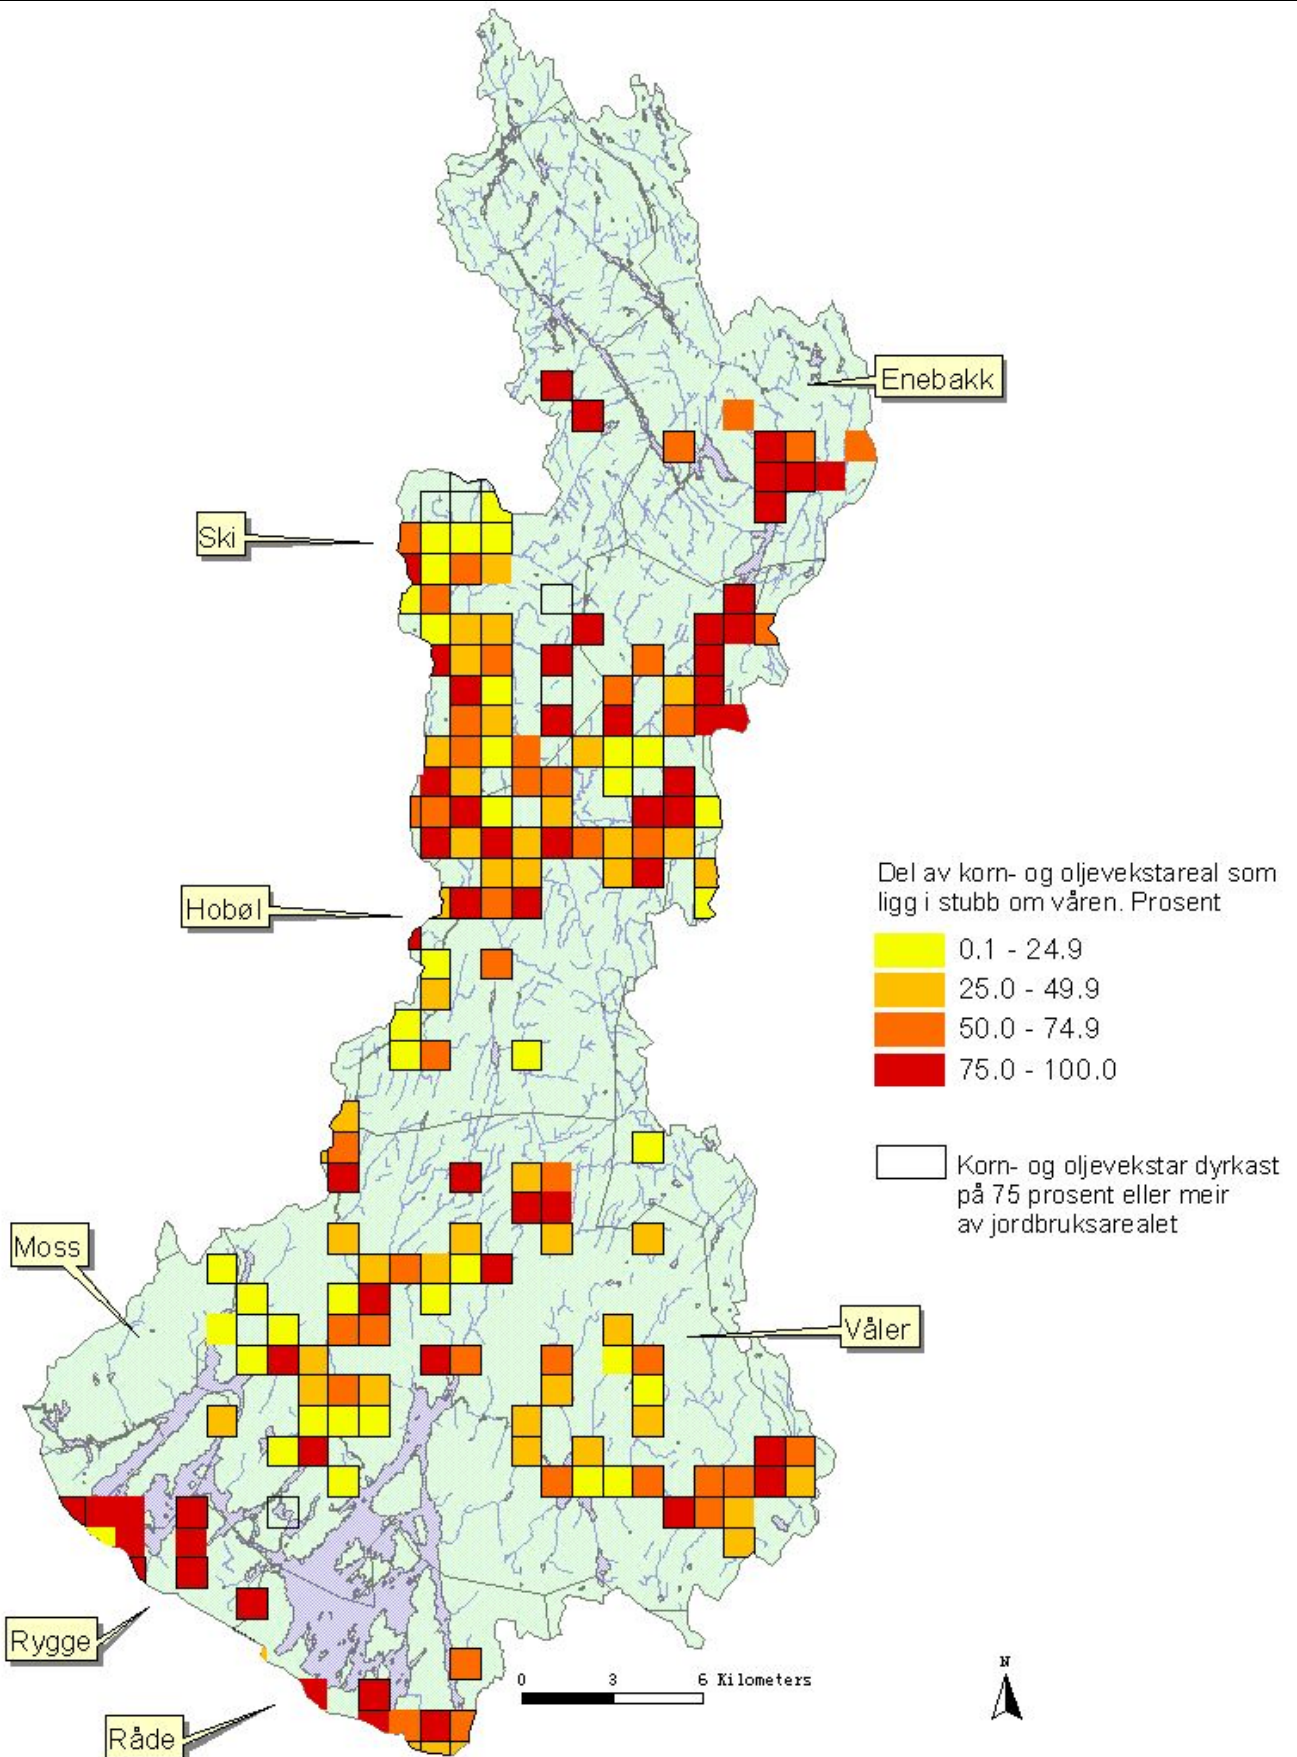 Enebakk
Ski
Hobøl
Del av korn- og oljevekstareal som
ligg i stubb om våren. Prosent
0.1 - 24.9
25.0 - 49.9
50.0 - 74.9
75.0 - 100.0
Korn- og oljevekstar dyrkast
på 75 prosent eller meir
av jordbruksarealet
Moss
Våler
Rygge
N
0 3 6 Kilometers
Råde